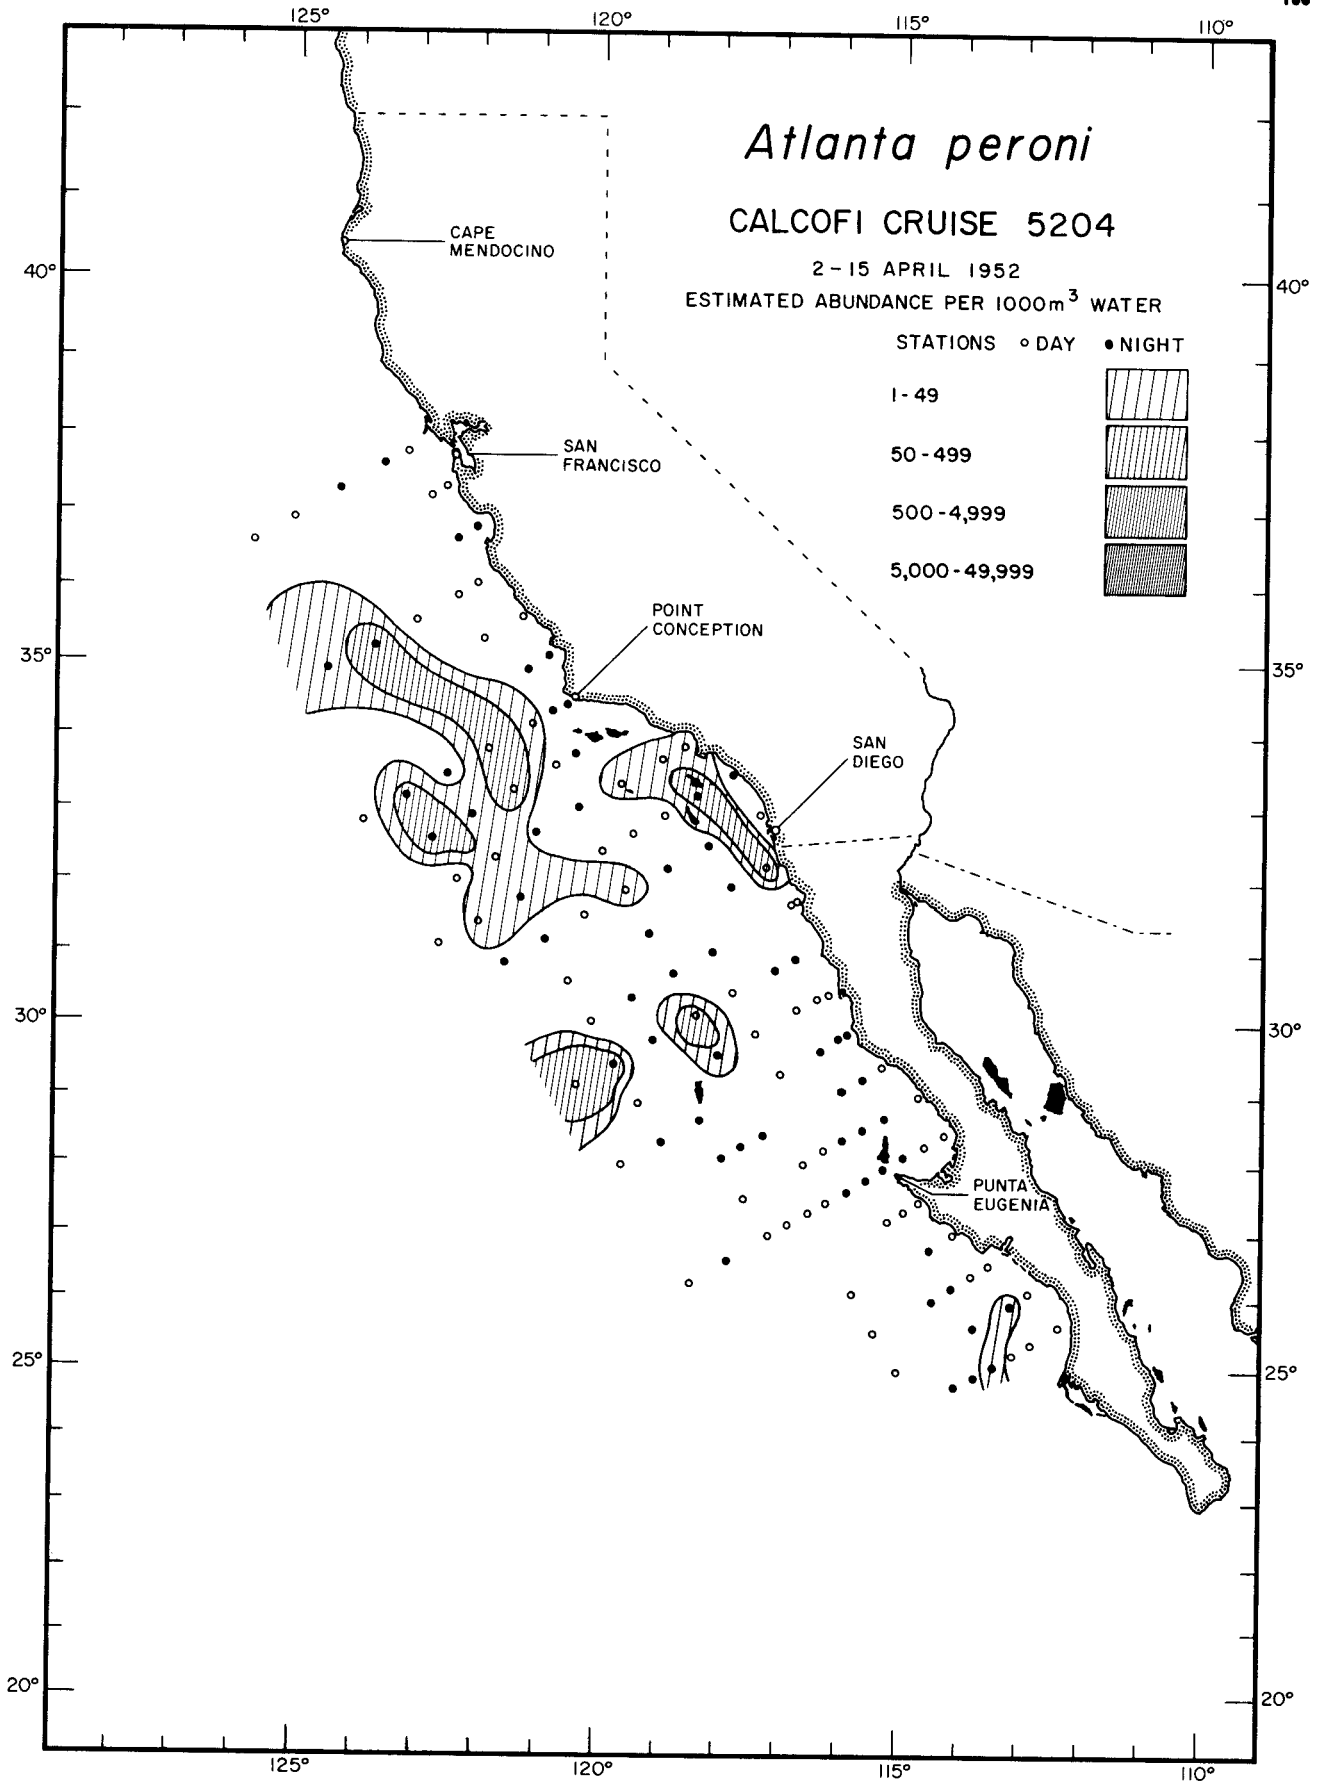 125° 120° 115° 110°
Atlanta peroni
CALCOFI CRUISE 5204
2-15 APRIL 1952
ESTIMATED ABUNDANCE PER 1000m³ WATER
STATIONS ○ DAY ● NIGHT
1-49
50-499
500-4,999
5,000-49,999
CAPE
MENDOCINO
40° 40°
SAN
FRANCISCO
POINT
CONCEPTION
35° 35°
SAN
DIEGO
30° 30°
PUNTA
EUGENIA
25° 25°
20° 20°
125° 120° 115° 110°